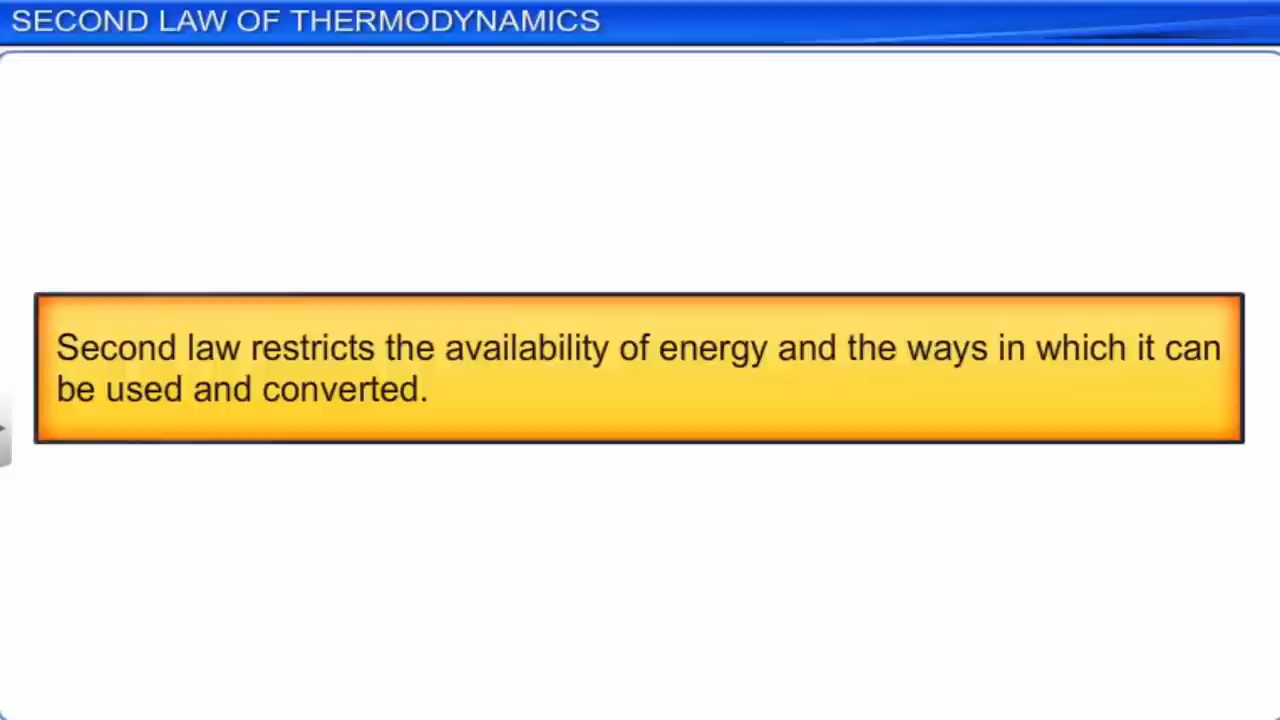 SECOND LAW OF THERMODYNAMICS
Second law restricts the availability of energy and the ways in which it can
be used and converted.